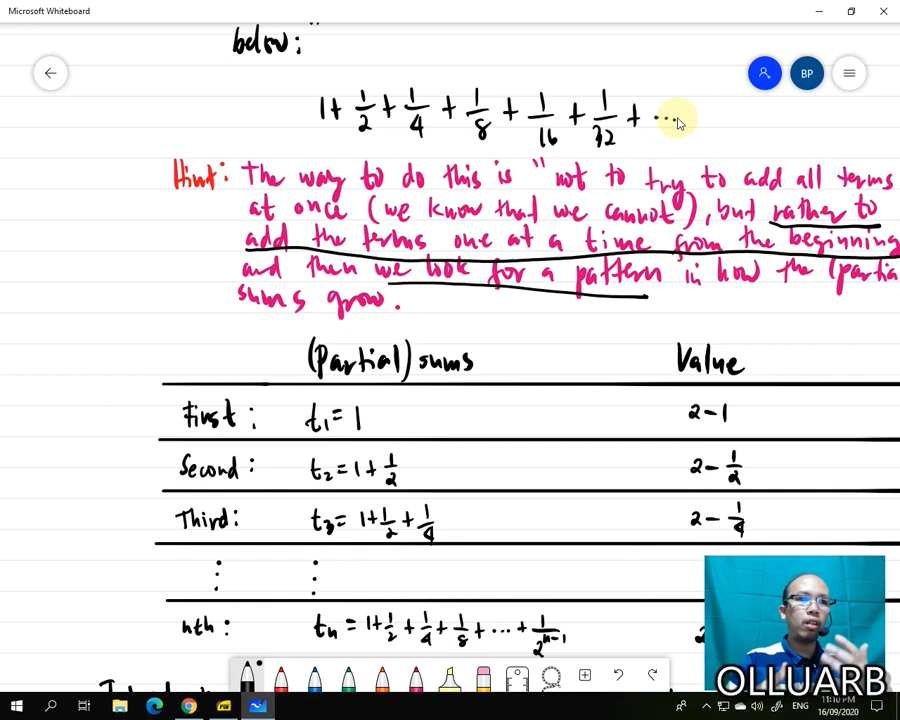 Microsoft Whiteboard
below:"
BP
1 + 1/2 + 1/4 + 1/8 + 1/16 + 1/32 + ...
Hint: The way to do this is "not to try to add all terms
at once (we know that we cannot), but rather to
add the terms one at a time from the beginning
and then we look for a pattern in how the (partial
sums grow.
(Partial) sums Value
First: t₁ = 1 2 - 1
Second: t₂ = 1 + 1/2 2 - 1/2
Third: t₃ = 1 + 1/2 + 1/4 2 - 1/4
⋮ ⋮
nth: tₙ = 1 + 1/2 + 1/4 + 1/8 + ... + 1/2ⁿ⁻¹ 2
OLLUARB
ENG 11:10 PM
16/09/2020